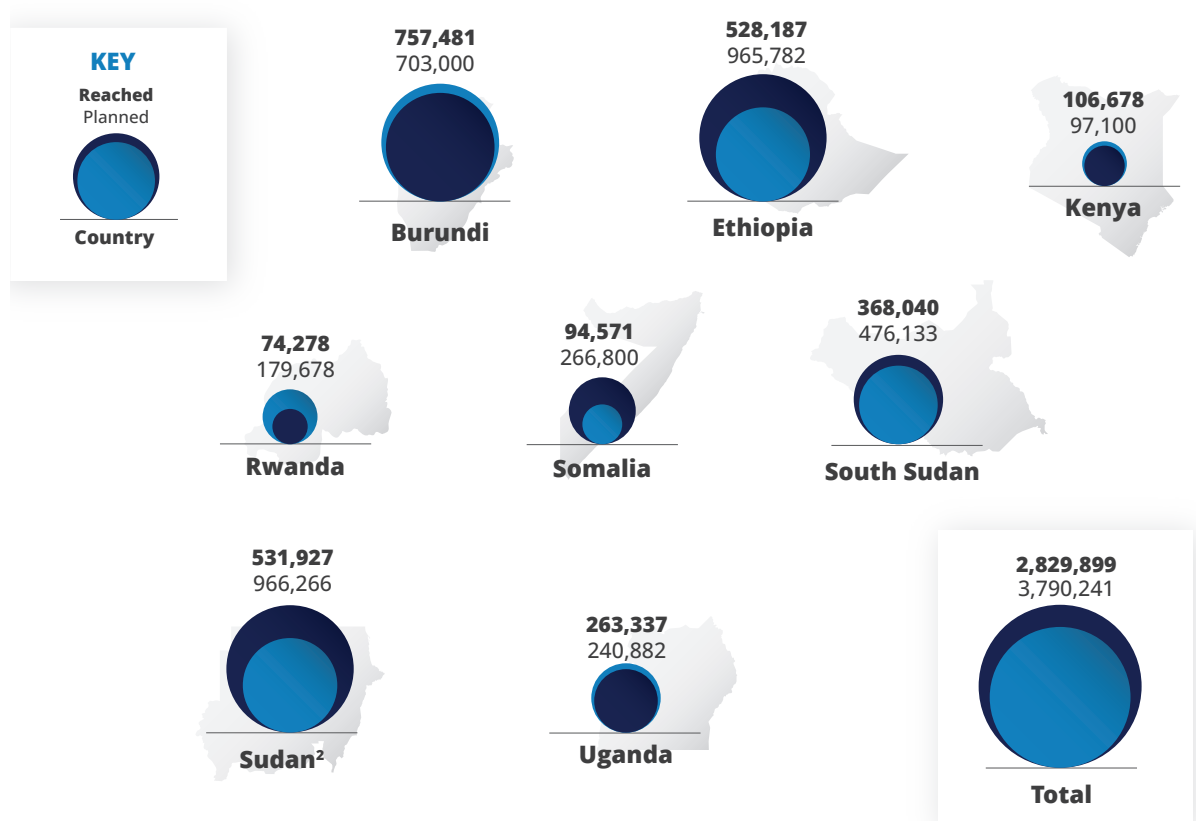 KEY
Reached
Planned
Country
757,481
703,000
Burundi
528,187
965,782
Ethiopia
106,678
97,100
Kenya
74,278
179,678
Rwanda
94,571
266,800
Somalia
368,040
476,133
South Sudan
531,927
966,266
Sudan²
263,337
240,882
Uganda
2,829,899
3,790,241
Total